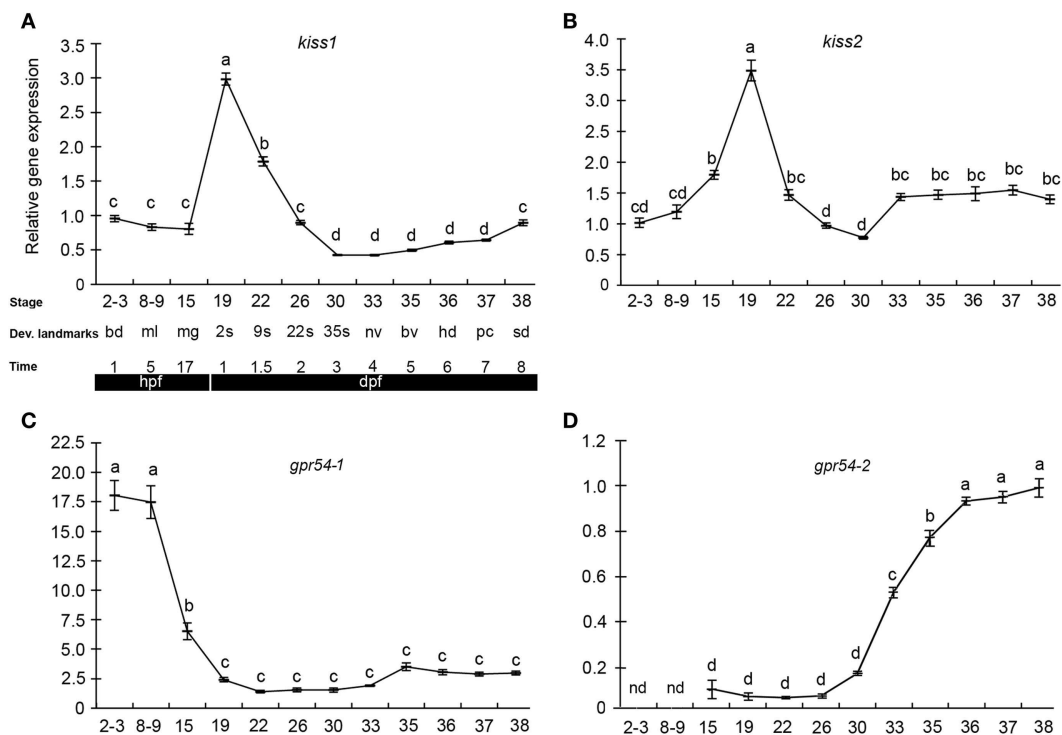 A
kiss1
Relative gene expression
3.5
3.0
2.5
2.0
1.5
1.0
0.5
0
c c c a b c d d d d d c
Stage 2-3 8-9 15 19 22 26 30 33 35 36 37 38
Dev. landmarks bd ml mg 2s 9s 22s 35s nv bv hd pc sd
Time 1 5 17 1 1.5 2 3 4 5 6 7 8
hpf dpf
B
kiss2
4.0
3.5
3.0
2.5
2.0
1.5
1.0
0.5
0
cd cd b a bc d d bc bc bc bc bc
2-3 8-9 15 19 22 26 30 33 35 36 37 38
C
gpr54-1
22.5
20.0
17.5
15.0
12.5
10.0
7.5
5.0
2.5
0
a a b c c c c c c c c c
2-3 8-9 15 19 22 26 30 33 35 36 37 38
D
gpr54-2
1.2
1.0
0.8
0.6
0.4
0.2
0
nd nd d d d d d c b a a a
2-3 8-9 15 19 22 26 30 33 35 36 37 38